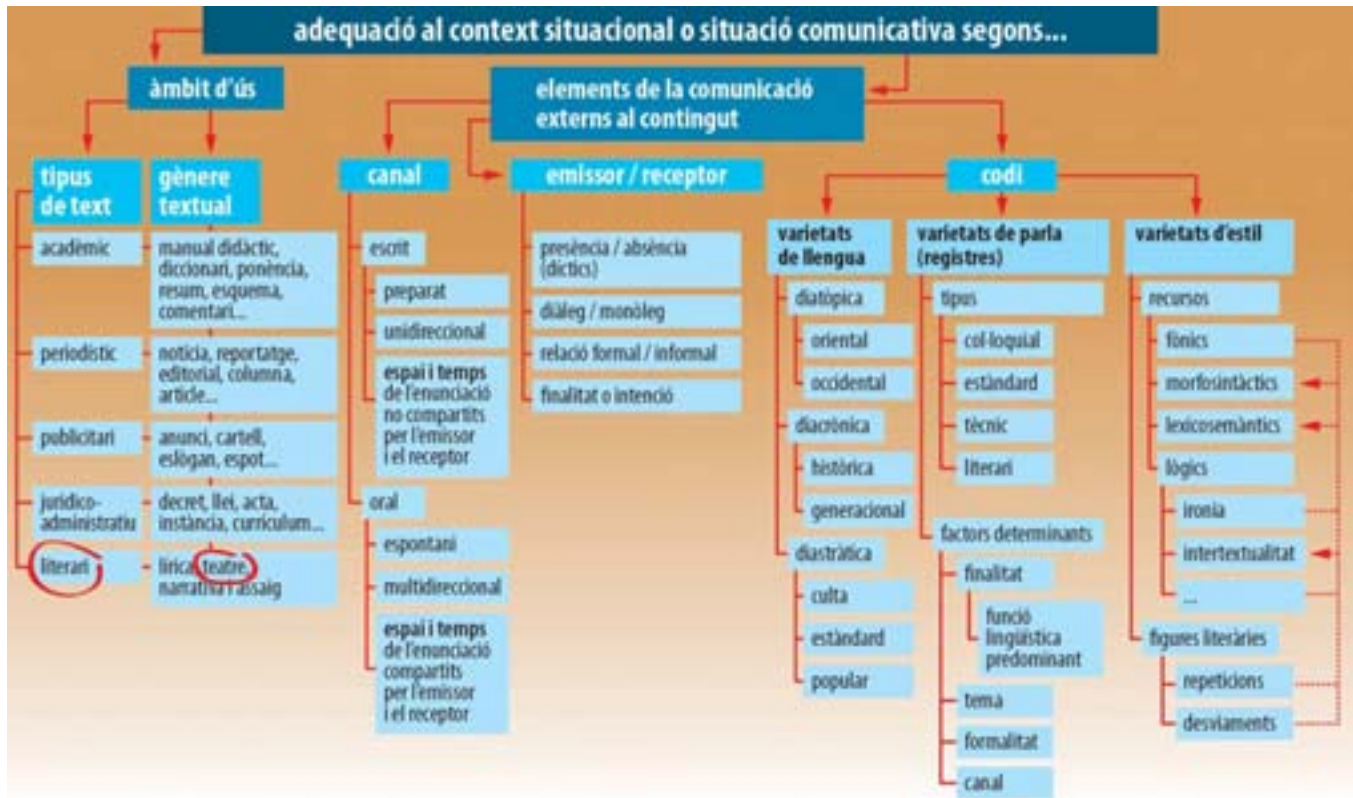 adequació al context situacional o situació comunicativa segons...
àmbit d'ús
elements de la comunicació
externs al contingut
tipus
de text
gènere
textual
canal
emissor / receptor
codi
acadèmic
manual didàctic,
diccionari, ponència,
resum, esquema,
comentari...
periodístic
notícia, reportatge,
editorial, columna,
article...
publicitari
anunci, cartell,
eslògan, espot...
jurídico-
administratiu
decret, llei, acta,
instància, currículum...
literari
lírica, teatre,
narrativa i assaig
escrit
preparat
unidireccional
espai i temps
de l'enunciació
no compartits
per l'emissor
i el receptor
oral
espontani
multidireccional
espai i temps
de l'enunciació
compartits
per l'emissor
i el receptor
presència / absència
(díctics)
diàleg / monòleg
relació formal / informal
finalitat o intenció
varietats
de llengua
diatòpica
oriental
occidental
diacrònica
històrica
generacional
diastràtica
culta
estàndard
popular
varietats de parla
(registres)
tipus
col·loquial
estàndard
tècnic
literari
factors determinants
finalitat
funció
lingüística
predominant
tema
formalitat
canal
varietats d'estil
recursos
fònics
morfosintàctics
lexicosemàntics
lògics
ironia
intertextualitat
...
figures literàries
repeticions
desviaments